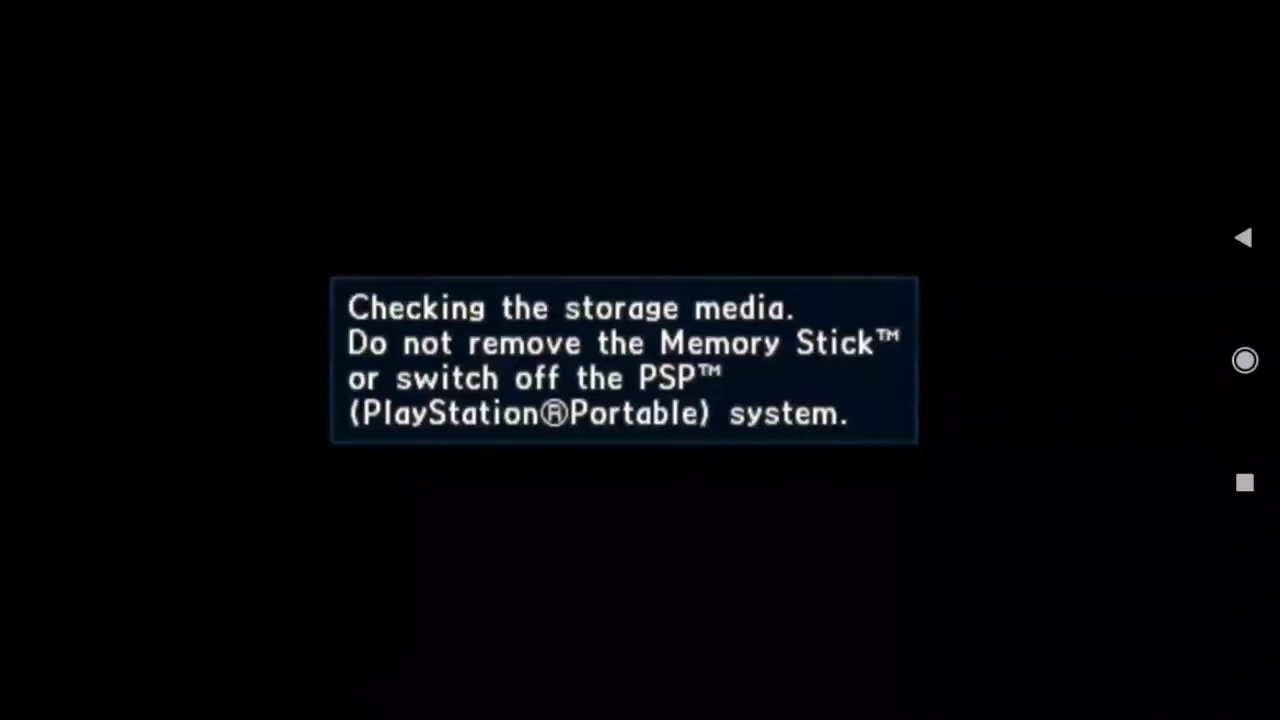 Checking the storage media.
Do not remove the Memory Stick™
or switch off the PSP™
(PlayStation®Portable) system.